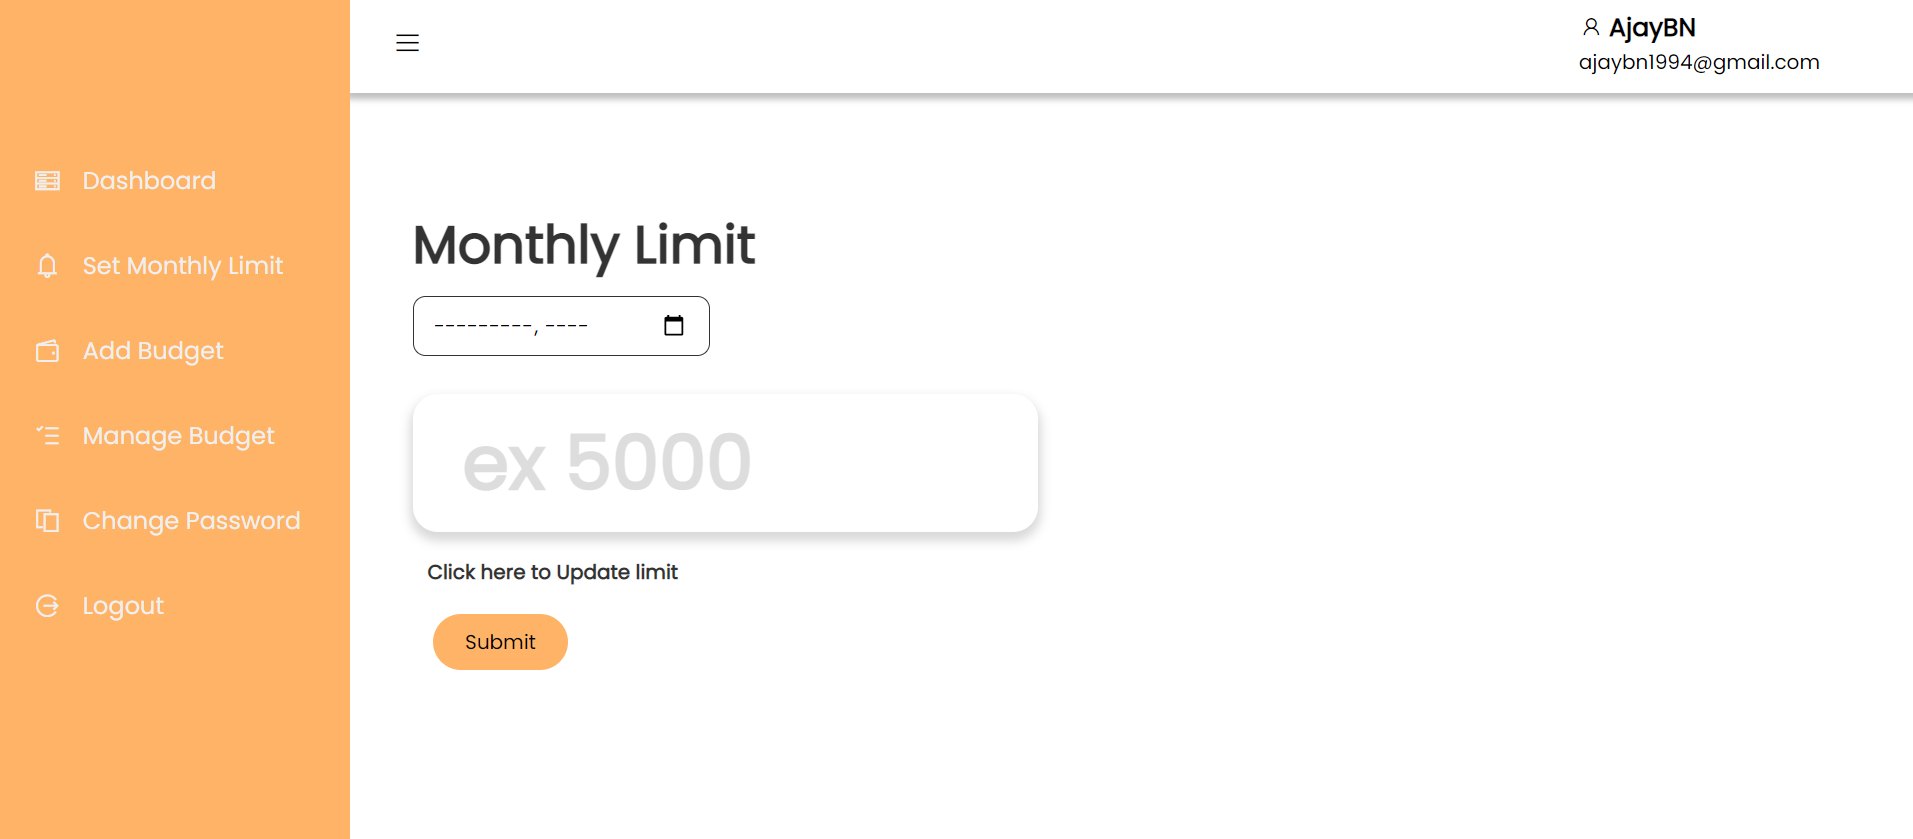 AjayBN
ajaybn1994@gmail.com
Dashboard
Set Monthly Limit
Add Budget
Manage Budget
Change Password
Logout
Monthly Limit
---------, ----
ex 5000
Click here to Update limit
Submit